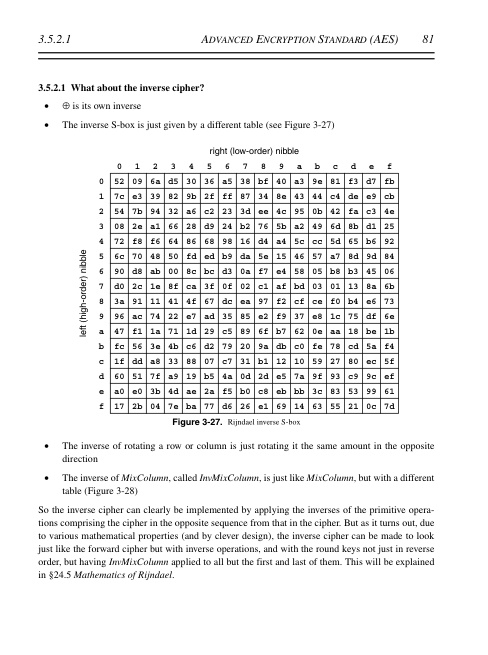 3.5.2.1 ADVANCED ENCRYPTION STANDARD (AES) 81
3.5.2.1 What about the inverse cipher?
• ⊕ is its own inverse
• The inverse S-box is just given by a different table (see Figure 3-27)
right (low-order) nibble
0 1 2 3 4 5 6 7 8 9 a b c d e f
left (high-order) nibble
0 52 09 6a d5 30 36 a5 38 bf 40 a3 9e 81 f3 d7 fb
1 7c e3 39 82 9b 2f ff 87 34 8e 43 44 c4 de e9 cb
2 54 7b 94 32 a6 c2 23 3d ee 4c 95 0b 42 fa c3 4e
3 08 2e a1 66 28 d9 24 b2 76 5b a2 49 6d 8b d1 25
4 72 f8 f6 64 86 68 98 16 d4 a4 5c cc 5d 65 b6 92
5 6c 70 48 50 fd ed b9 da 5e 15 46 57 a7 8d 9d 84
6 90 d8 ab 00 8c bc d3 0a f7 e4 58 05 b8 b3 45 06
7 d0 2c 1e 8f ca 3f 0f 02 c1 af bd 03 01 13 8a 6b
8 3a 91 11 41 4f 67 dc ea 97 f2 cf ce f0 b4 e6 73
9 96 ac 74 22 e7 ad 35 85 e2 f9 37 e8 1c 75 df 6e
a 47 f1 1a 71 1d 29 c5 89 6f b7 62 0e aa 18 be 1b
b fc 56 3e 4b c6 d2 79 20 9a db c0 fe 78 cd 5a f4
c 1f dd a8 33 88 07 c7 31 b1 12 10 59 27 80 ec 5f
d 60 51 7f a9 19 b5 4a 0d 2d e5 7a 9f 93 c9 9c ef
e a0 e0 3b 4d ae 2a f5 b0 c8 eb bb 3c 83 53 99 61
f 17 2b 04 7e ba 77 d6 26 e1 69 14 63 55 21 0c 7d
Figure 3-27. Rijndael inverse S-box
• The inverse of rotating a row or column is just rotating it the same amount in the opposite
direction
• The inverse of MixColumn, called InvMixColumn, is just like MixColumn, but with a different
table (Figure 3-28)
So the inverse cipher can clearly be implemented by applying the inverses of the primitive opera-
tions comprising the cipher in the opposite sequence from that in the cipher. But as it turns out, due
to various mathematical properties (and by clever design), the inverse cipher can be made to look
just like the forward cipher but with inverse operations, and with the round keys not just in reverse
order, but having InvMixColumn applied to all but the first and last of them. This will be explained
in §24.5 Mathematics of Rijndael.